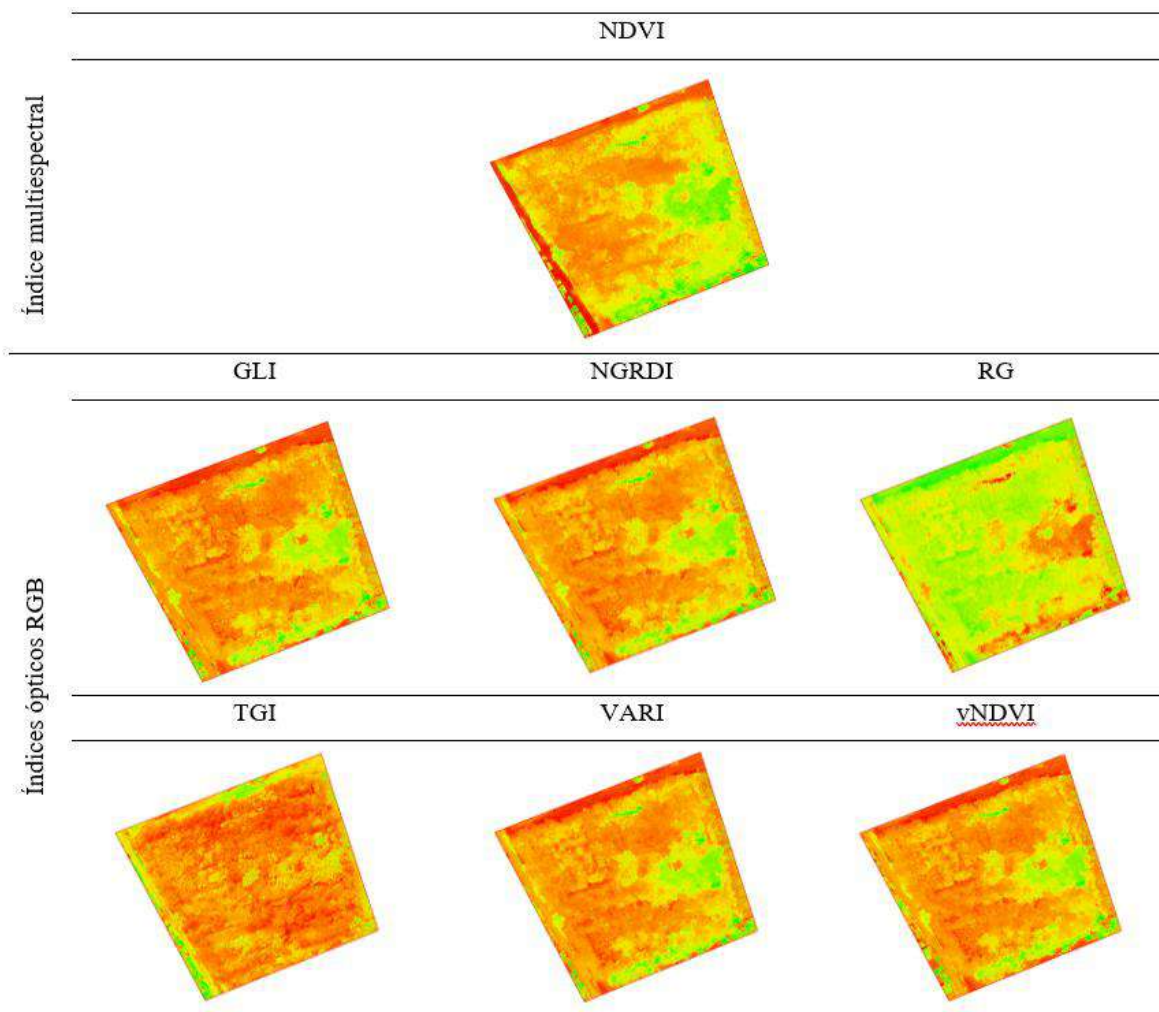 NDVI
Índice multiespectral
GLI
NGRDI
RG
Índices ópticos RGB
TGI
VARI
vNDVI